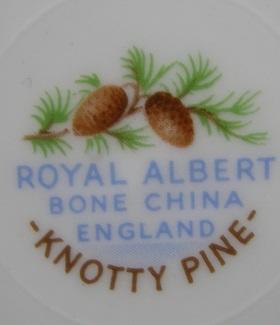 ROYAL ALBERT
BONE CHINA
ENGLAND
-KNOTTY PINE-